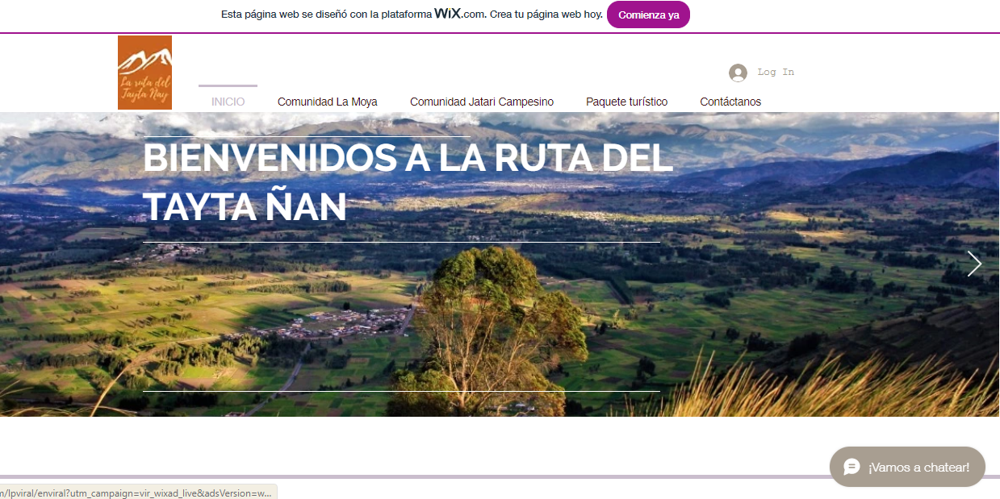 Esta página web se diseñó con la plataforma WiX.com. Crea tu página web hoy. Comienza ya
La ruta del
Tayta Ñay
Log In
INICIO Comunidad La Moya Comunidad Jatari Campesino Paquete turístico Contáctanos
BIENVENIDOS A LA RUTA DEL
TAYTA ÑAN
¡Vamos a chatear!
m/lpviral/enviral?utm_campaign=vir_wixad_live&adsVersion=w...